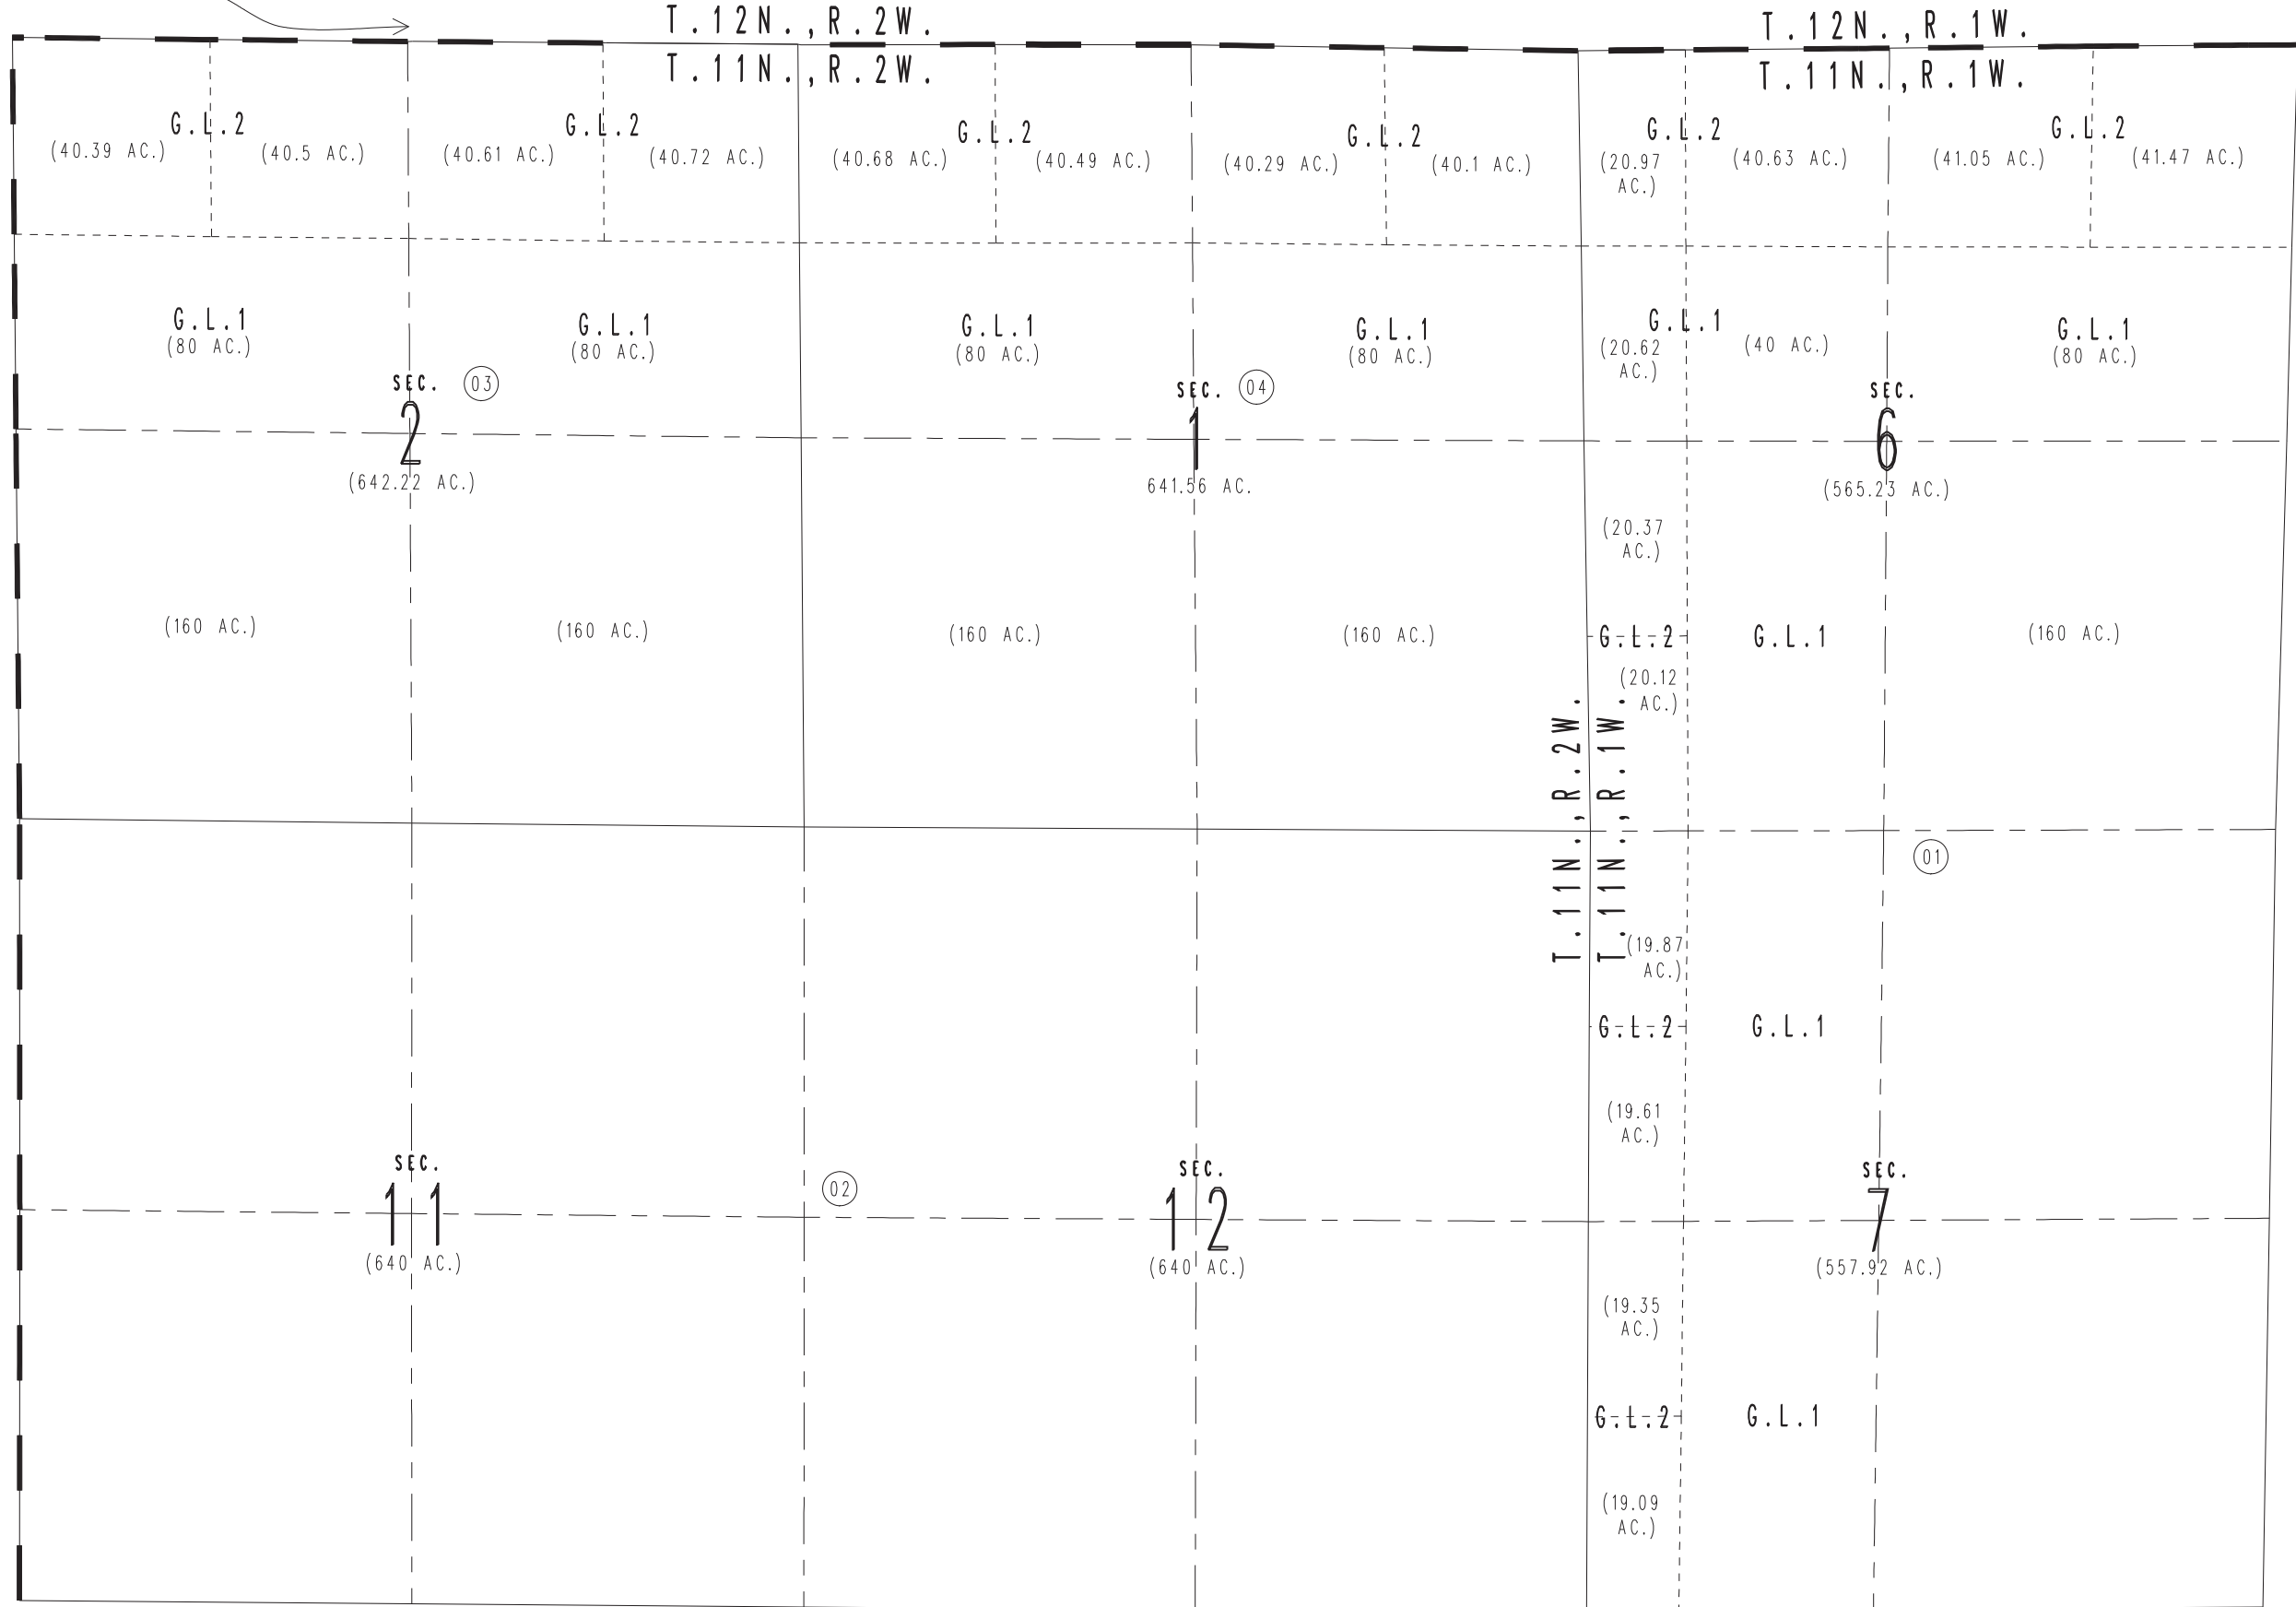 T.12N.,R.2W.
T.12N.,R.1W.
T.11N.,R.2W.
T.11N.,R.1W.
G.L.2
(40.39 AC.)
(40.5 AC.)
G.L.2
(40.61 AC.)
(40.72 AC.)
G.L.2
(40.68 AC.)
(40.49 AC.)
G.L.2
(40.29 AC.)
(40.1 AC.)
G.L.2
(20.97
AC.)
(40.63 AC.)
G.L.2
(41.05 AC.)
(41.47 AC.)
G.L.1
(80 AC.)
G.L.1
(80 AC.)
G.L.1
(80 AC.)
G.L.1
(80 AC.)
G.L.1
(20.62
AC.)
(40 AC.)
G.L.1
(80 AC.)
SEC.
03
2
(642.22 AC.)
SEC.
04
1
641.56 AC.
SEC.
6
(565.23 AC.)
(20.37
AC.)
(160 AC.)
(160 AC.)
(160 AC.)
(160 AC.)
G.L.2
G.L.1
(160 AC.)
(20.12
AC.)
T.11N.,R.2W.
T.11N.,R.1W.
01
(19.87
AC.)
G.L.2
G.L.1
(19.61
AC.)
SEC.
11
(640 AC.)
02
SEC.
12
(640 AC.)
SEC.
7
(557.92 AC.)
(19.35
AC.)
G.L.2
G.L.1
(19.09
AC.)